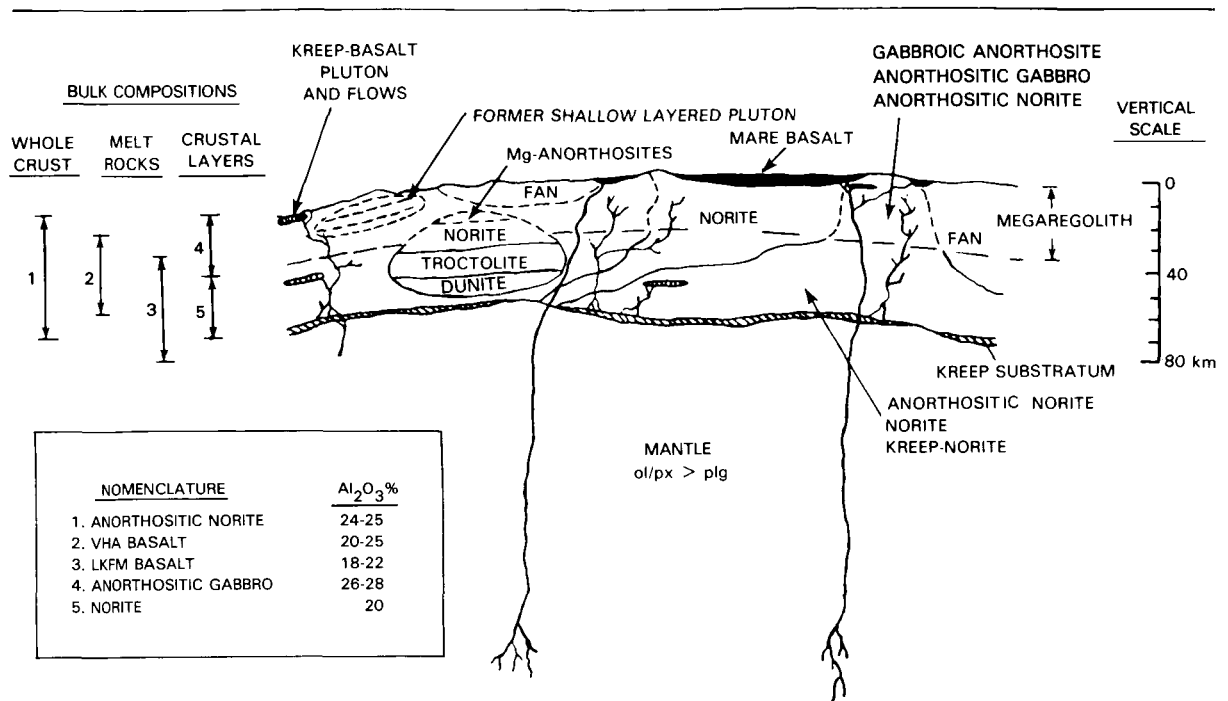 KREEP-BASALT
PLUTON
AND FLOWS
BULK COMPOSITIONS
WHOLE
CRUST
MELT
ROCKS
CRUSTAL
LAYERS
FORMER SHALLOW LAYERED PLUTON
Mg-ANORTHOSITES
MARE BASALT
GABBROIC ANORTHOSITE
ANORTHOSITIC GABBRO
ANORTHOSITIC NORITE
VERTICAL
SCALE
FAN
NORITE
NORITE
TROCTOLITE
DUNITE
FAN
MEGAREGOLITH
0
40
80 km
1
2
3
4
5
KREEP SUBSTRATUM
ANORTHOSITIC NORITE
NORITE
KREEP-NORITE
MANTLE
ol/px > plg
NOMENCLATURE Al2O3%
1. ANORTHOSITIC NORITE 24-25
2. VHA BASALT 20-25
3. LKFM BASALT 18-22
4. ANORTHOSITIC GABBRO 26-28
5. NORITE 20